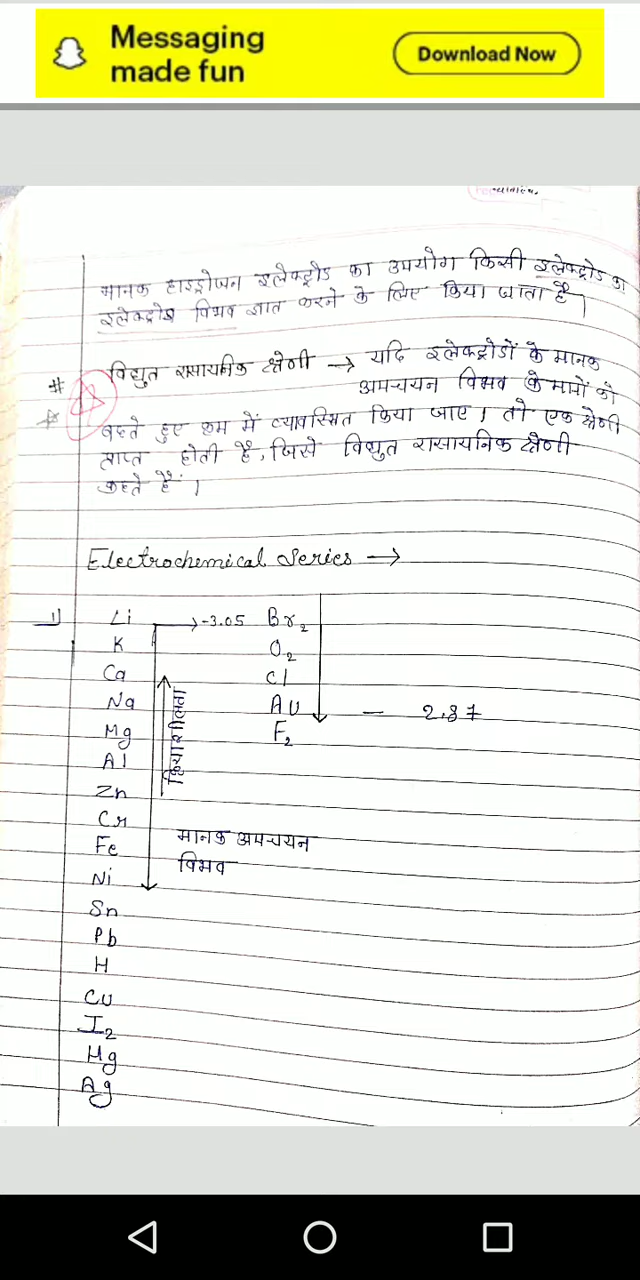 Messaging
made fun
Download Now
मानक हाइड्रोजन इलेक्ट्रोड का उपयोग किसी इलेक्ट्रोड का
इलेक्ट्रोड विभव ज्ञात करने के लिए किया जाता है।
# विद्युत रासायनिक श्रेणी → यदि इलेक्ट्रोडों के मानक
अपचयन विभव के मानों को
बढ़ते हुए क्रम में व्यावस्थित किया जाए। तो एक श्रेणी
प्राप्त होती है, जिसे विद्युत रासायनिक श्रेणी
कहते हैं।
Electrochemical Series →
1) Li → -3.05 Br₂
K O₂
Ca Cl
Na Au — 2.87
Mg F₂
Al
Zn
क्रियाशीलता
Cr
Fe मानक अपचयन
Ni विभव
Sn
Pb
H
Cu
I₂
Hg
Ag